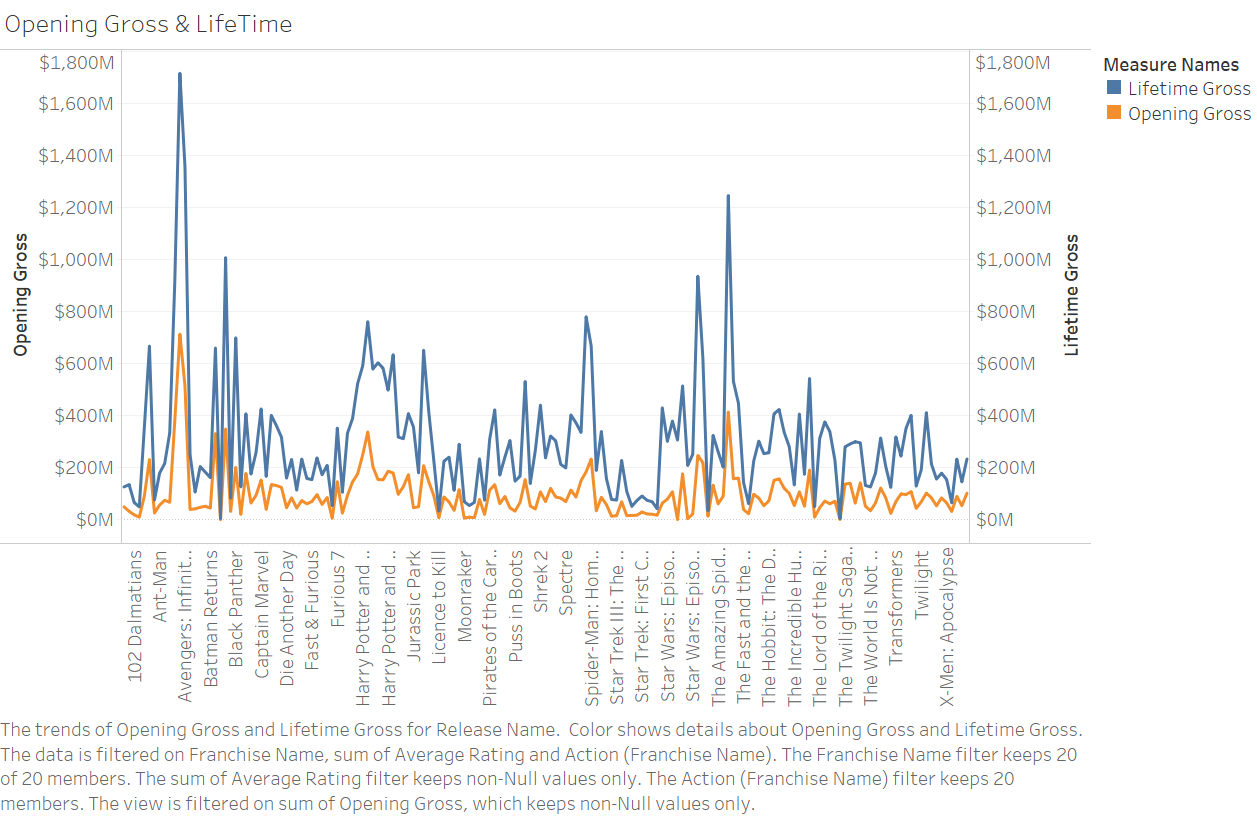 Opening Gross & LifeTime
$1,800M
$1,600M
$1,400M
$1,200M
$1,000M
$800M
$600M
$400M
$200M
$0M
Opening Gross
$1,800M
$1,600M
$1,400M
$1,200M
$1,000M
$800M
$600M
$400M
$200M
$0M
Lifetime Gross
Measure Names
Lifetime Gross
Opening Gross
102 Dalmatians
Ant-Man
Avengers: Infinit..
Batman Returns
Black Panther
Captain Marvel
Die Another Day
Fast & Furious
Furious 7
Harry Potter and ..
Harry Potter and ..
Jurassic Park
Licence to Kill
Moonraker
Pirates of the Car..
Puss in Boots
Shrek 2
Spectre
Spider-Man: Hom..
Star Trek III: The ..
Star Trek: First C..
Star Wars: Episo..
Star Wars: Episo..
The Amazing Spid..
The Fast and the ..
The Hobbit: The D..
The Incredible Hu..
The Lord of the Ri..
The Twilight Saga..
The World Is Not ..
Transformers
Twilight
X-Men: Apocalypse
The trends of Opening Gross and Lifetime Gross for Release Name.  Color shows details about Opening Gross and Lifetime Gross.
The data is filtered on Franchise Name, sum of Average Rating and Action (Franchise Name). The Franchise Name filter keeps 20
of 20 members. The sum of Average Rating filter keeps non-Null values only. The Action (Franchise Name) filter keeps 20
members. The view is filtered on sum of Opening Gross, which keeps non-Null values only.